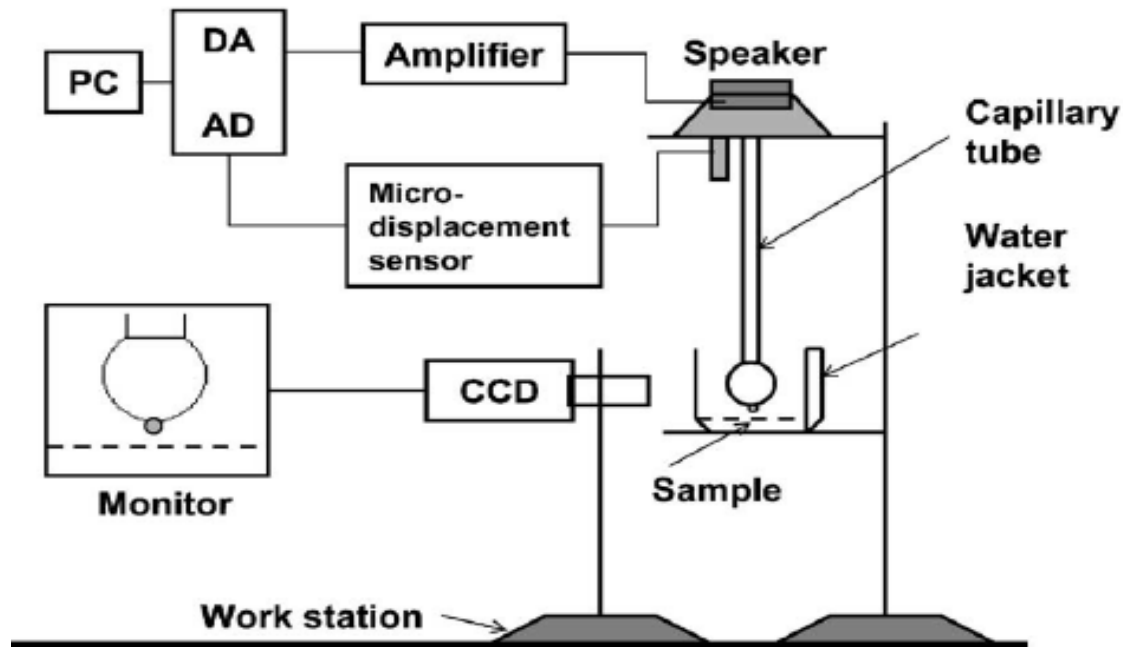 PC
DA
AD
Amplifier
Speaker
Capillary
tube
Micro-
displacement
sensor
Water
jacket
CCD
Monitor
Sample
Work station